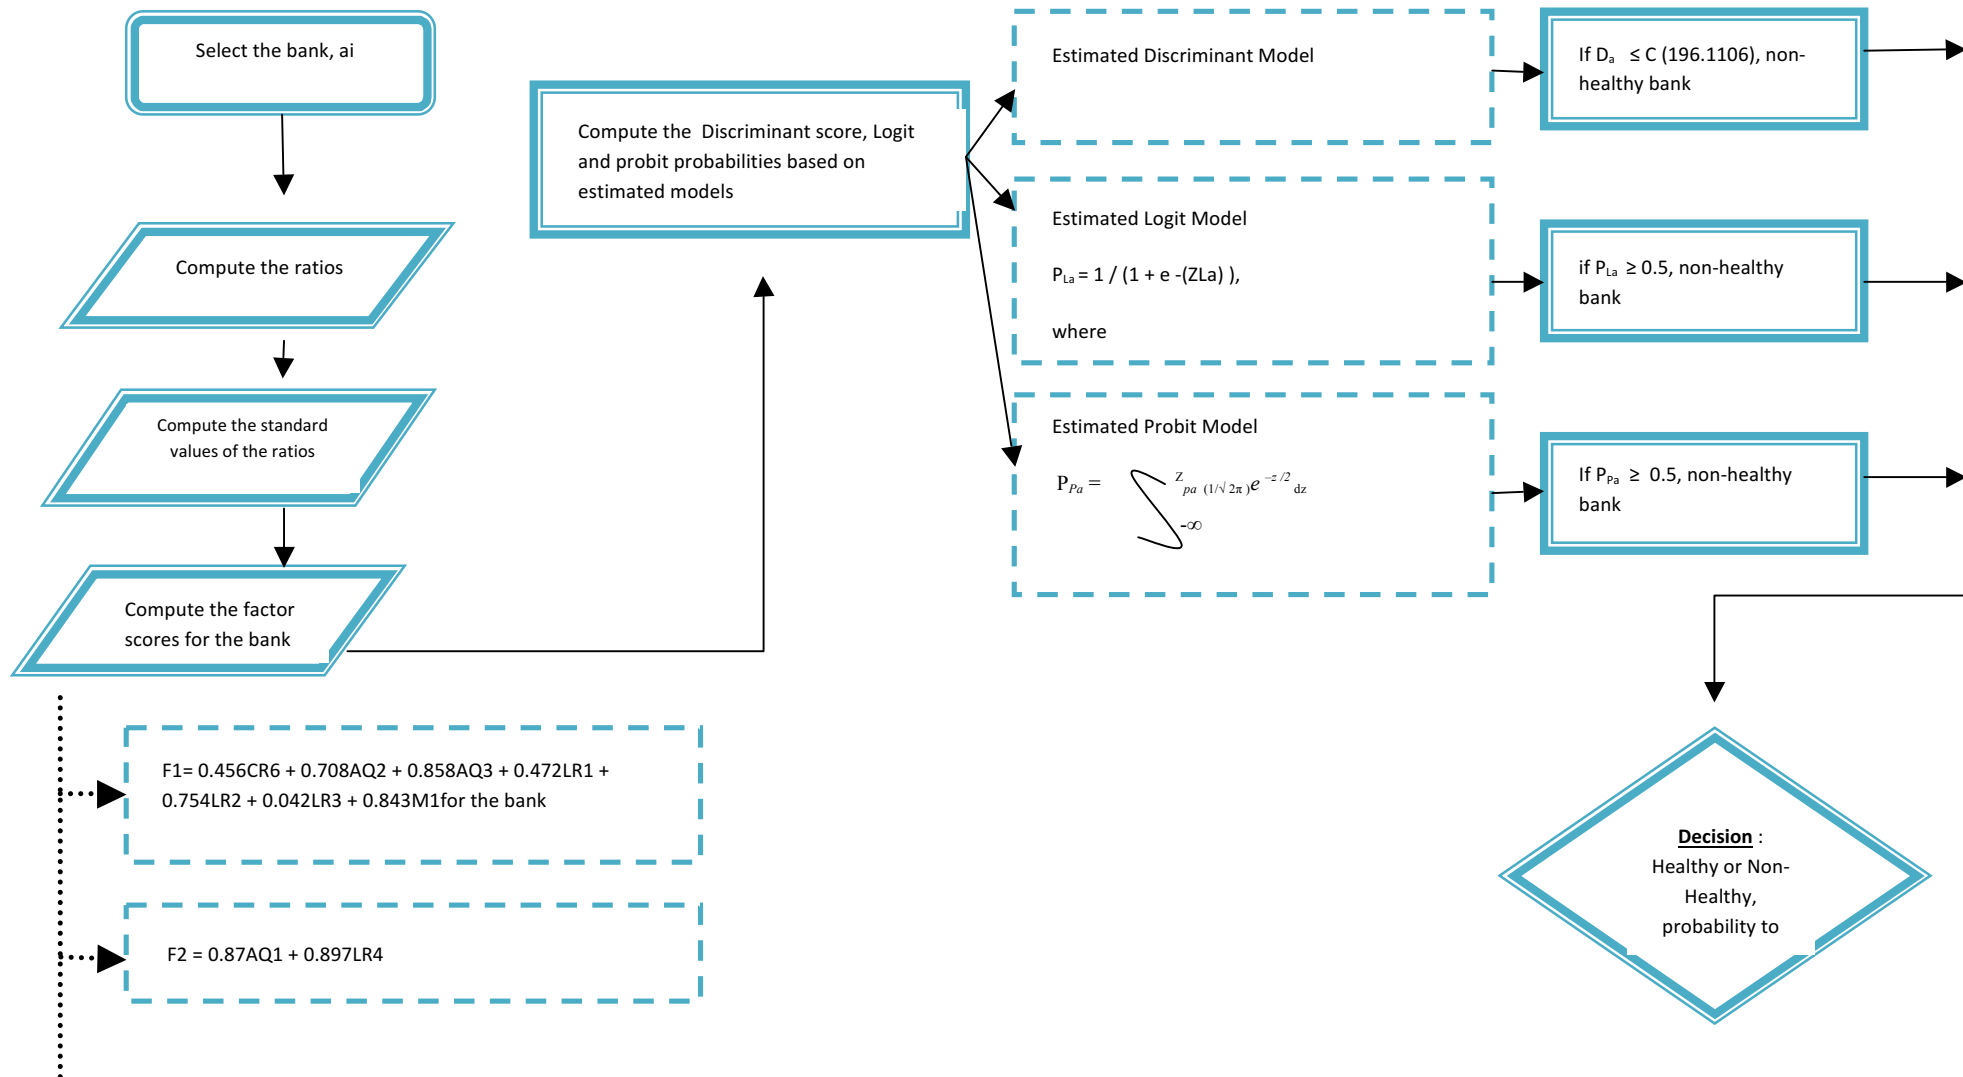 Select the bank, ai
Compute the ratios
Compute the standard
values of the ratios
Compute the factor
scores for the bank
F1= 0.456CR6 + 0.708AQ2 + 0.858AQ3 + 0.472LR1 +
0.754LR2 + 0.042LR3 + 0.843M1for the bank
F2 = 0.87AQ1 + 0.897LR4
Compute the  Discriminant score, Logit
and probit probabilities based on
estimated models
Estimated Discriminant Model
Estimated Logit Model
PLa = 1 / (1 + e -(ZLa) ),
where
Estimated Probit Model
PPa = Zpa (1/√ 2π )e –z /2 dz
-∞
If Da  ≤ C (196.1106), non-
healthy bank
if PLa ≥ 0.5, non-healthy
bank
If PPa ≥ 0.5, non-healthy
bank
Decision :
Healthy or Non-
Healthy,
probability to